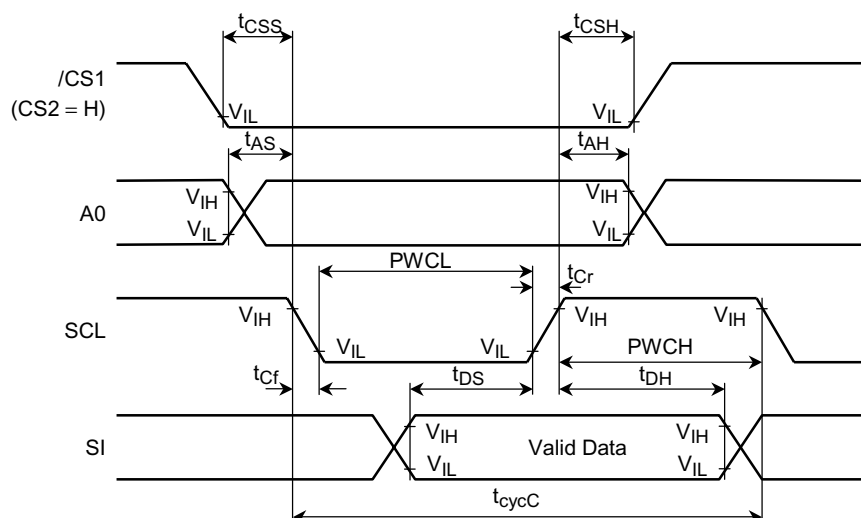 tCSS tCSH
/CS1
(CS2 = H)
VIL VIL
tAS tAH
A0
VIH VIH
VIL VIL
PWCL tCr
SCL
VIH VIH VIH
VIL VIL
PWCH
tCf tDS tDH
SI
VIH Valid Data VIH
VIL VIL
tcycC